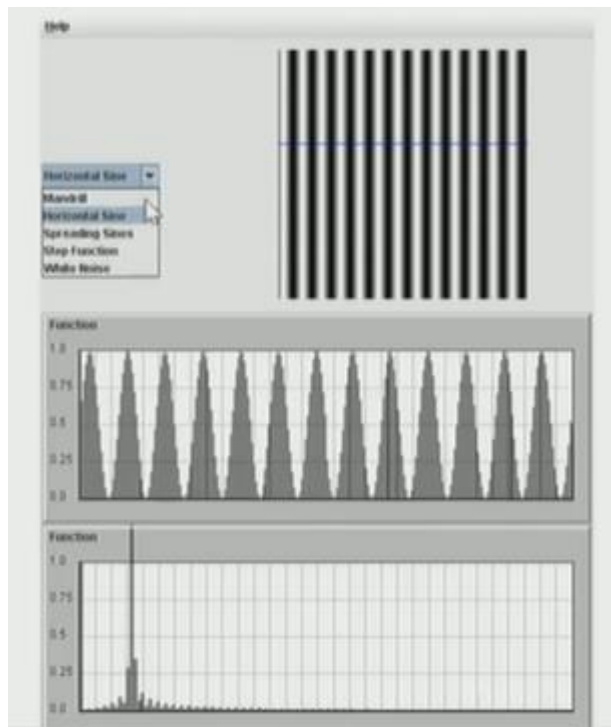 Help
Horizontal Sine
Mandrill
Horizontal Sine
Spreading Sines
Step Function
White Noise
Function
1.0
0.75
0.5
0.25
0.0
Function
1.0
0.75
0.5
0.25
0.0